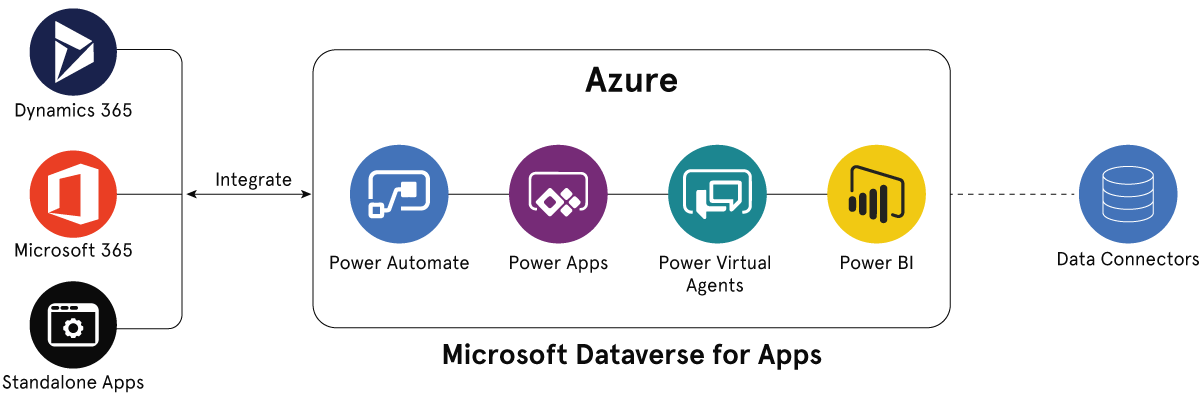 Dynamics 365
Microsoft 365
Standalone Apps
Integrate
Azure
Power Automate
Power Apps
Power Virtual
Agents
Power BI
Microsoft Dataverse for Apps
Data Connectors